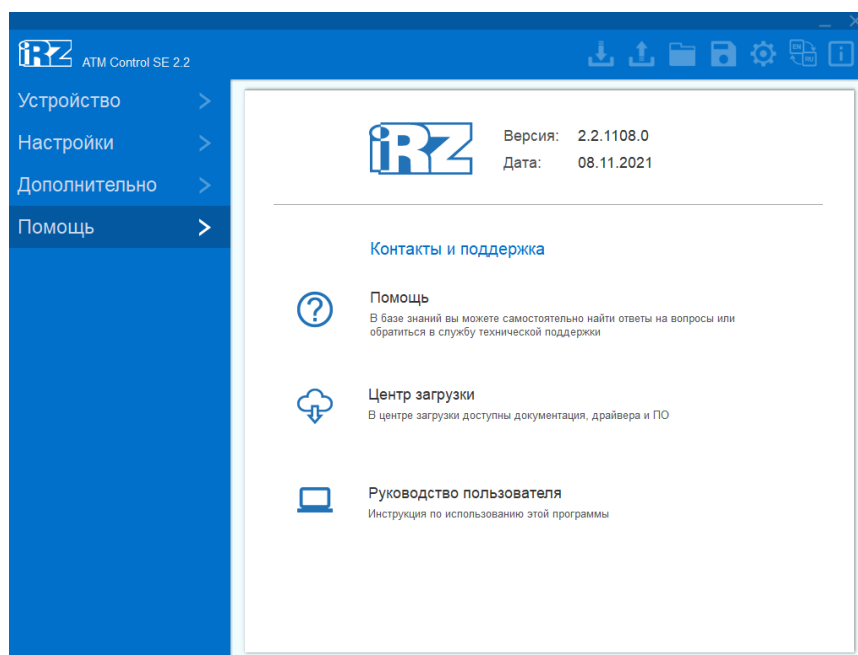 iRZ ATM Control SE 2.2
EN RU
Устройство
Настройки
Дополнительно
Помощь
iRZ
Версия: 2.2.1108.0
Дата: 08.11.2021
Контакты и поддержка
Помощь
В базе знаний вы можете самостоятельно найти ответы на вопросы или
обратиться в службу технической поддержки
Центр загрузки
В центре загрузки доступны документация, драйвера и ПО
Руководство пользователя
Инструкция по использованию этой программы